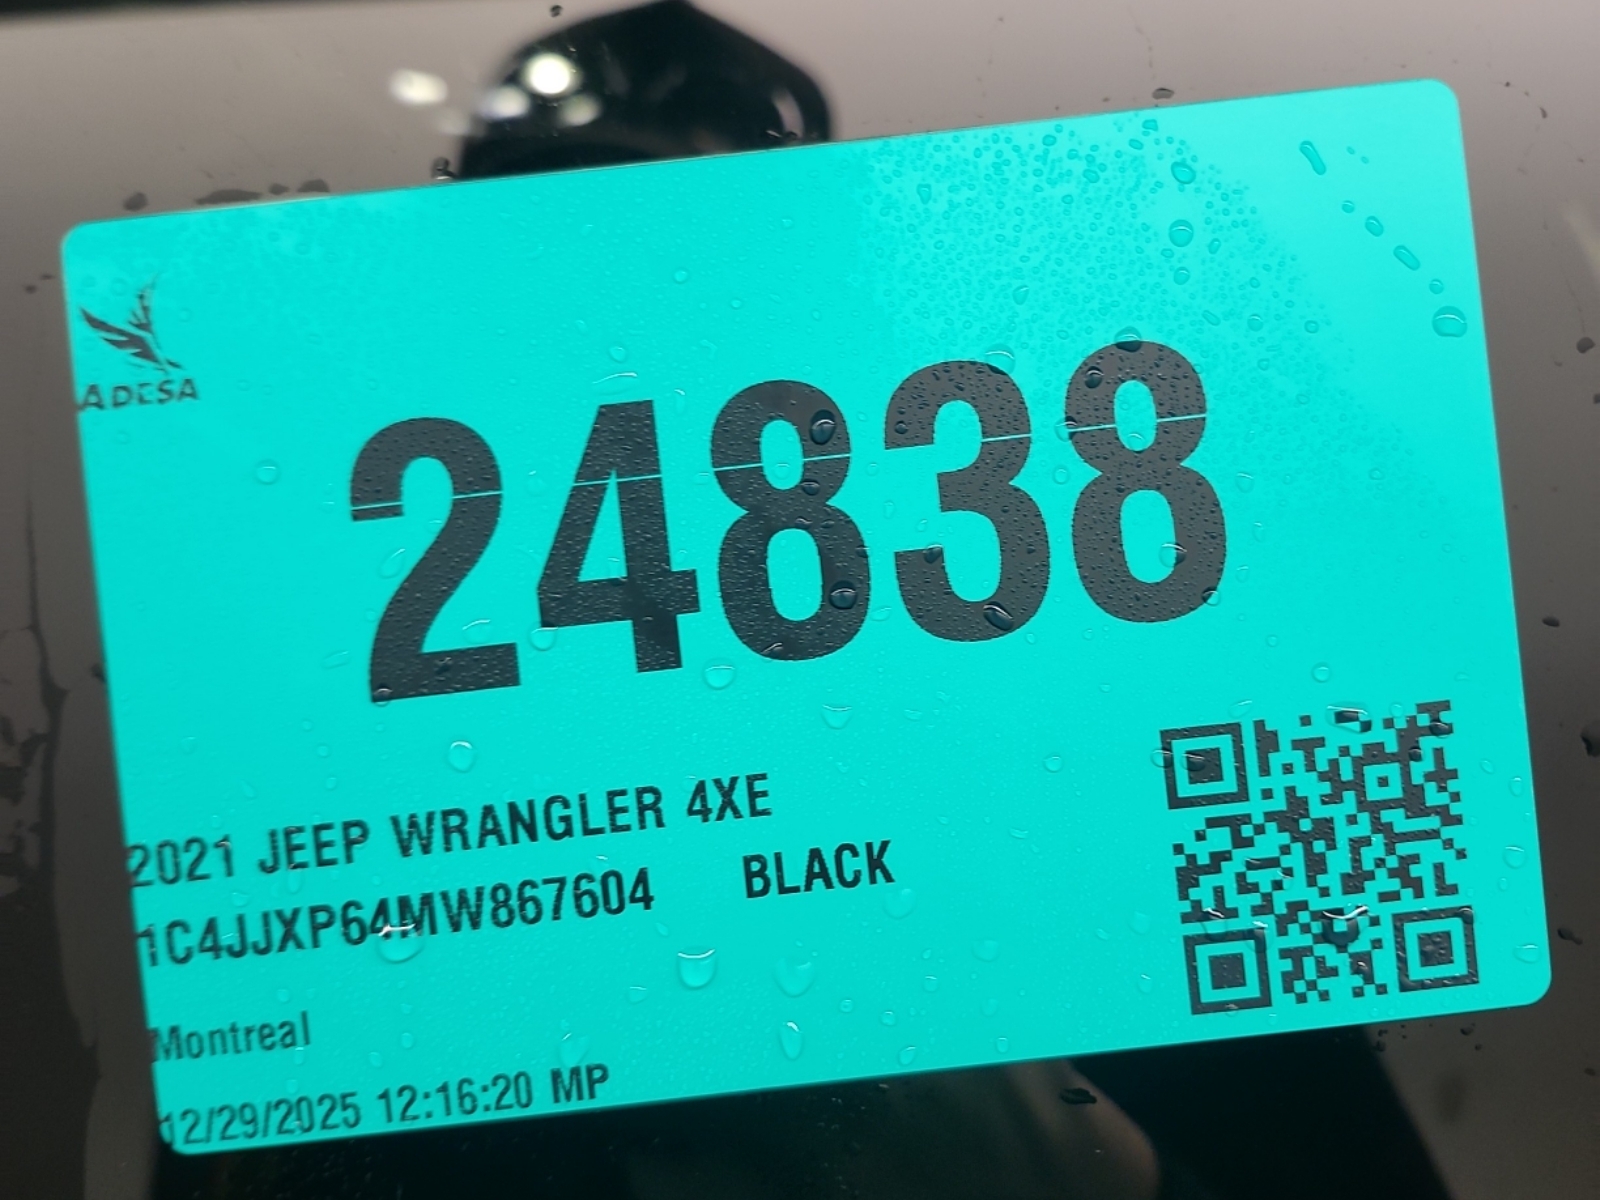 ADESA
24838
2021 JEEP WRANGLER 4XE
1C4JJXP64MW867604 BLACK
Montreal
12/29/2025 12:16:20 MP